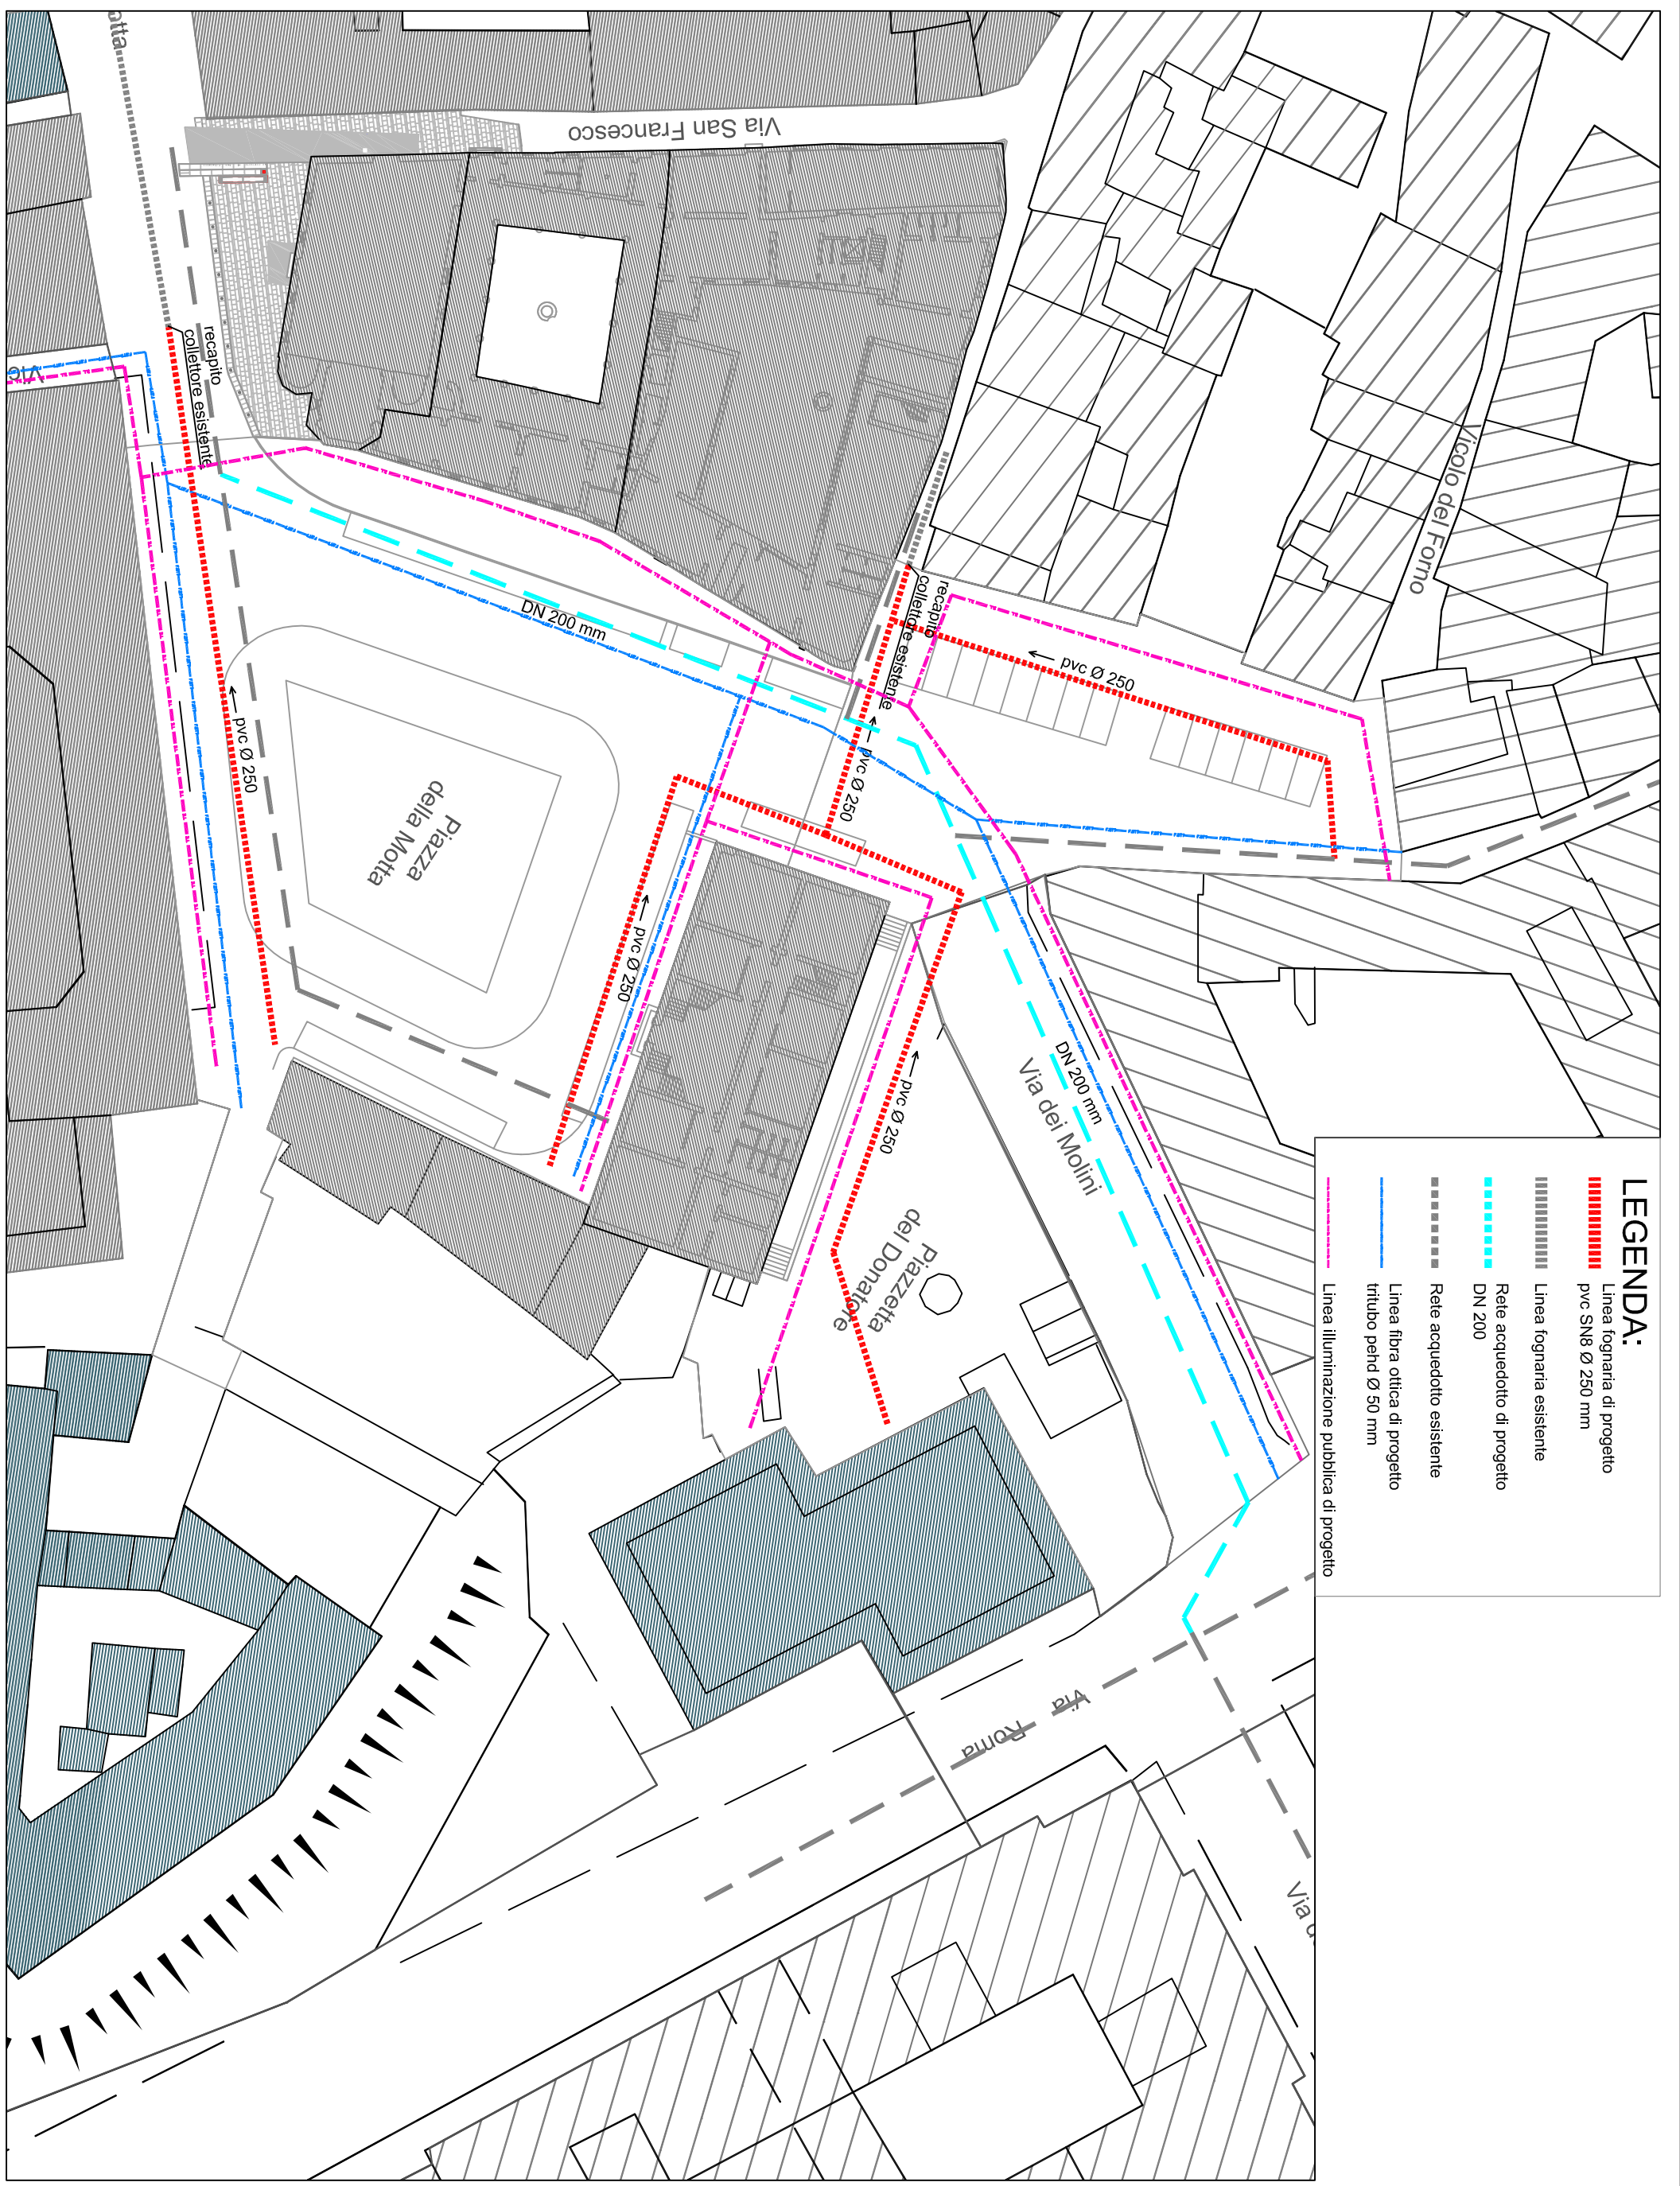 LEGENDA:
Linea fognaria di progetto
pvc SN8 Ø 250 mm
Linea fognaria esistente
Rete acquedotto di progetto
DN 200
Rete acquedotto esistente
Linea fibra ottica di progetto
tritubo pehd Ø 50 mm
Linea illuminazione pubblica di progetto
Vicolo del Forno
Via San Francesco
otta
recapito
collettore esistente
recapito
collettore esistente
pvc Ø 250
DN 200 mm
pvc Ø 250
pvc Ø 250
Piazza
della Motta
pvc Ø 250
pvc Ø 250
DN 200 mm
Via dei Molini
Piazzetta
del Donatore
Via Roma
Via d